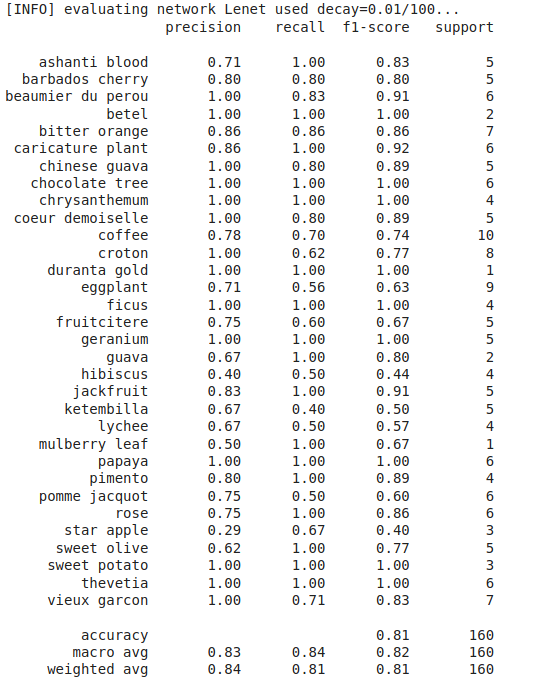 [INFO] evaluating network Lenet used decay=0.01/100...
precision recall f1-score support
ashanti blood 0.71 1.00 0.83 5
barbados cherry 0.80 0.80 0.80 5
beaumier du perou 1.00 0.83 0.91 6
betel 1.00 1.00 1.00 2
bitter orange 0.86 0.86 0.86 7
caricature plant 0.86 1.00 0.92 6
chinese guava 1.00 0.80 0.89 5
chocolate tree 1.00 1.00 1.00 6
chrysanthemum 1.00 1.00 1.00 4
coeur demoiselle 1.00 0.80 0.89 5
coffee 0.78 0.70 0.74 10
croton 1.00 0.62 0.77 8
duranta gold 1.00 1.00 1.00 1
eggplant 0.71 0.56 0.63 9
ficus 1.00 1.00 1.00 4
fruitcitere 0.75 0.60 0.67 5
geranium 1.00 1.00 1.00 5
guava 0.67 1.00 0.80 2
hibiscus 0.40 0.50 0.44 4
jackfruit 0.83 1.00 0.91 5
ketembilla 0.67 0.40 0.50 5
lychee 0.67 0.50 0.57 4
mulberry leaf 0.50 1.00 0.67 1
papaya 1.00 1.00 1.00 6
pimento 0.80 1.00 0.89 4
pomme jacquot 0.75 0.50 0.60 6
rose 0.75 1.00 0.86 6
star apple 0.29 0.67 0.40 3
sweet olive 0.62 1.00 0.77 5
sweet potato 1.00 1.00 1.00 3
thevetia 1.00 1.00 1.00 6
vieux garcon 1.00 0.71 0.83 7
accuracy 0.81 160
macro avg 0.83 0.84 0.82 160
weighted avg 0.84 0.81 0.81 160